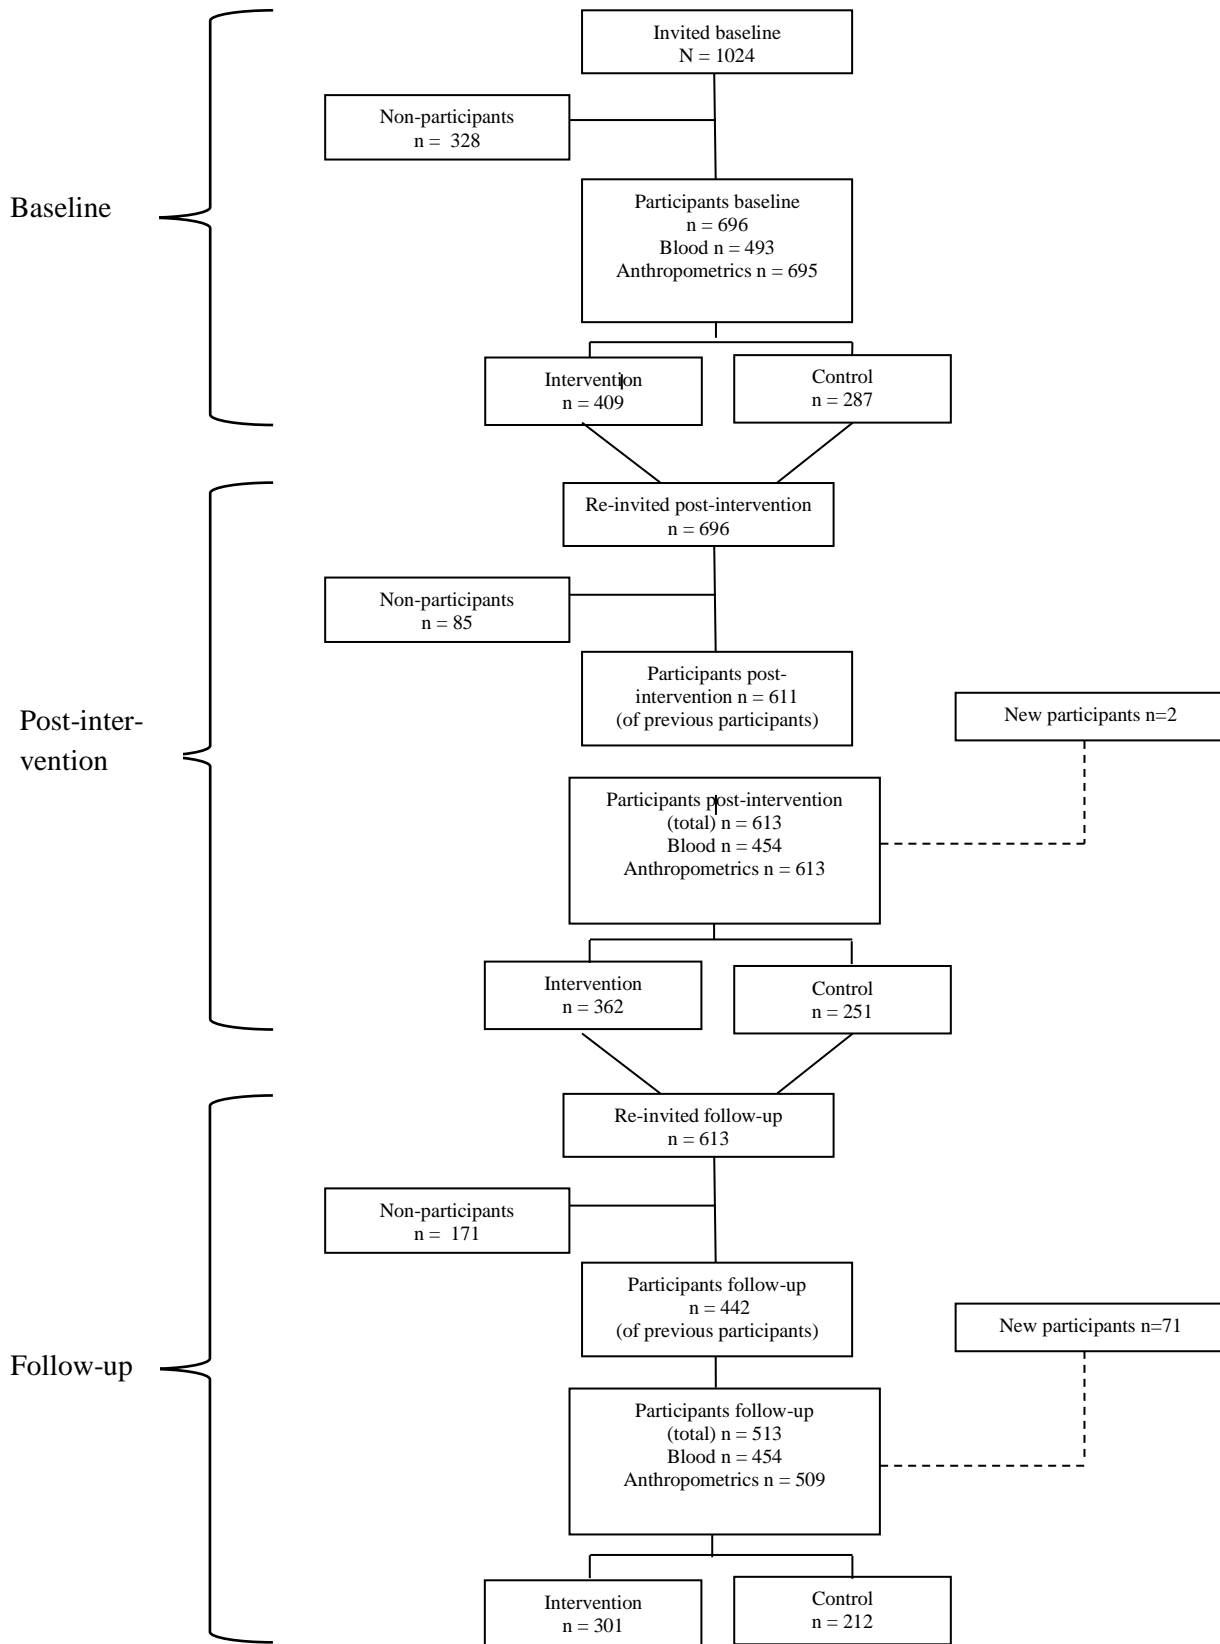 Invited baseline
N = 1024
Non-participants
n =  328
Baseline
Participants baseline
n = 696
Blood n = 493
Anthropometrics n = 695
Intervention
n = 409
Control
n = 287
Re-invited post-intervention
n = 696
Non-participants
n = 85
Participants post-
intervention n = 611
(of previous participants)
New participants n=2
Post-inter-
vention
Participants post-intervention
(total) n = 613
Blood n = 454
Anthropometrics n = 613
Intervention
n = 362
Control
n = 251
Re-invited follow-up
n = 613
Non-participants
n =  171
Participants follow-up
n = 442
(of previous participants)
New participants n=71
Follow-up
Participants follow-up
(total) n = 513
Blood n = 454
Anthropometrics n = 509
Intervention
n = 301
Control
n = 212